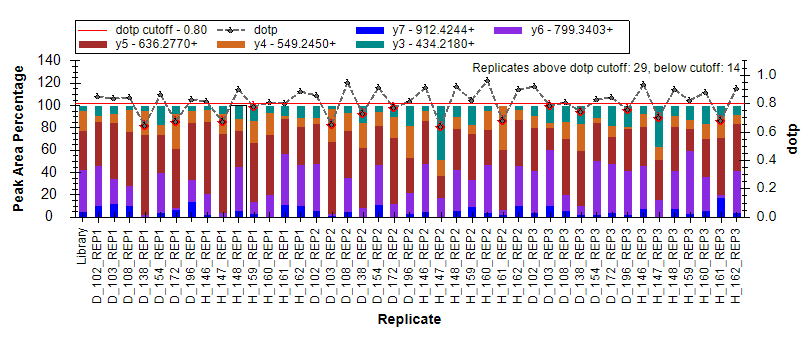 dotp cutoff - 0.80
dotp
y7 - 912.4244+
y6 - 799.3403+
y5 - 636.2770+
y4 - 549.2450+
y3 - 434.2180+
Replicates above dotp cutoff: 29, below cutoff: 14
Peak Area Percentage
140
120
100
80
60
40
20
0
1.0
0.8
0.6
0.4
0.2
0.0
dotp
Library
D_102_REP1
D_103_REP1
D_108_REP1
D_138_REP1
D_154_REP1
D_172_REP1
D_196_REP1
H_146_REP1
H_147_REP1
H_148_REP1
H_159_REP1
H_160_REP1
H_161_REP1
H_162_REP1
D_102_REP2
D_103_REP2
D_108_REP2
D_138_REP2
D_154_REP2
D_172_REP2
D_196_REP2
H_146_REP2
H_147_REP2
H_148_REP2
H_159_REP2
H_160_REP2
H_161_REP2
H_162_REP2
D_102_REP3
D_103_REP3
D_108_REP3
D_138_REP3
D_154_REP3
D_172_REP3
D_196_REP3
H_146_REP3
H_147_REP3
H_148_REP3
H_159_REP3
H_160_REP3
H_161_REP3
H_162_REP3
Replicate